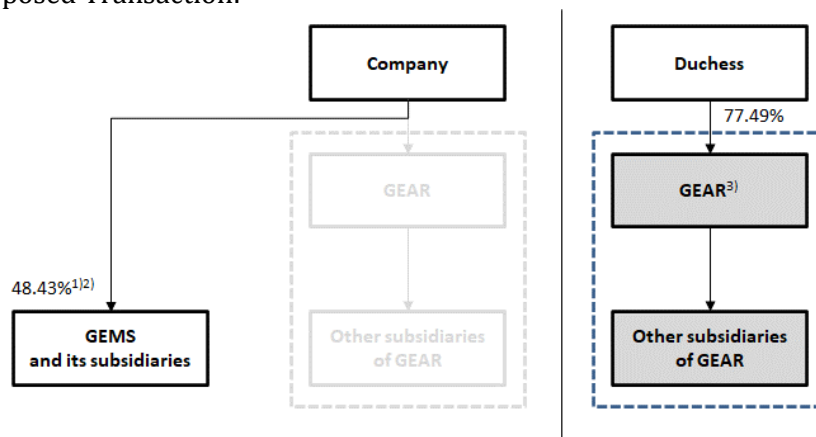 posed Transaction.
Company
Duchess
77.49%
GEAR
GEAR3)
48.43%1)2)
GEMS
and its subsidiaries
Other subsidiaries
of GEAR
Other subsidiaries
of GEAR